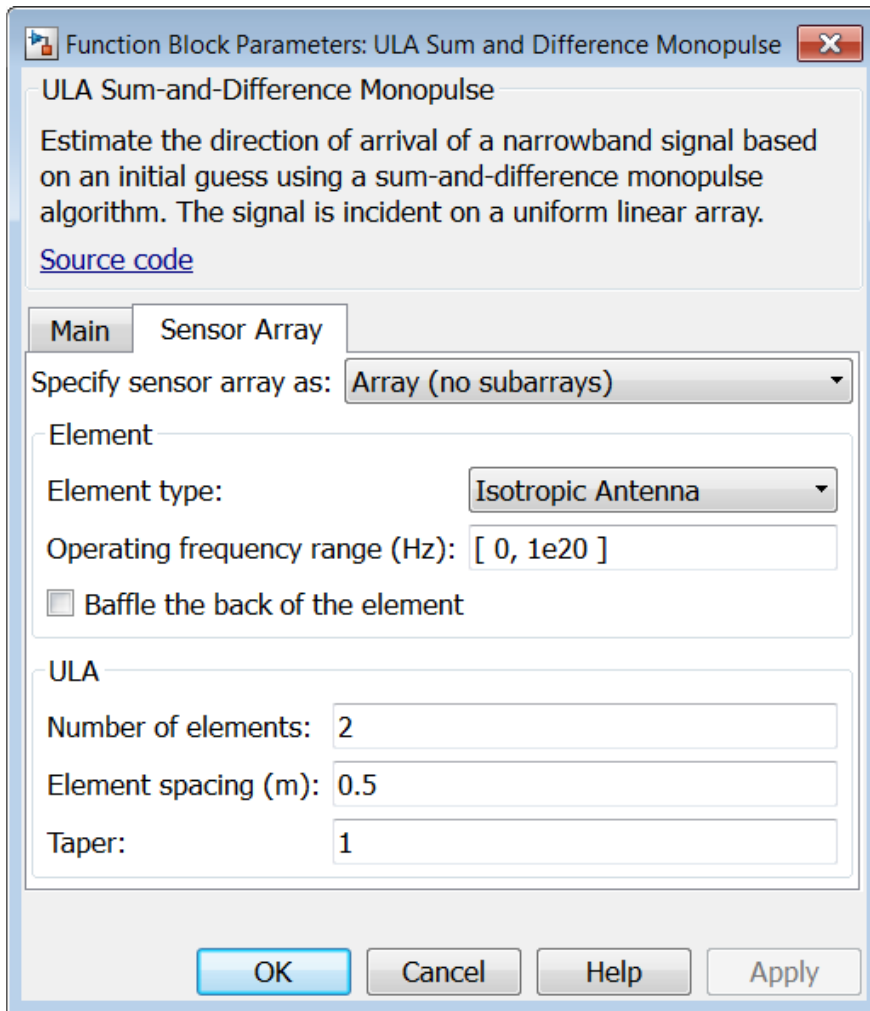 Function Block Parameters: ULA Sum and Difference Monopulse
ULA Sum-and-Difference Monopulse
Estimate the direction of arrival of a narrowband signal based
on an initial guess using a sum-and-difference monopulse
algorithm. The signal is incident on a uniform linear array.
Source code
Main Sensor Array
Specify sensor array as: Array (no subarrays)
Element
Element type: Isotropic Antenna
Operating frequency range (Hz): [ 0, 1e20 ]
Baffle the back of the element
ULA
Number of elements: 2
Element spacing (m): 0.5
Taper: 1
OK Cancel Help Apply